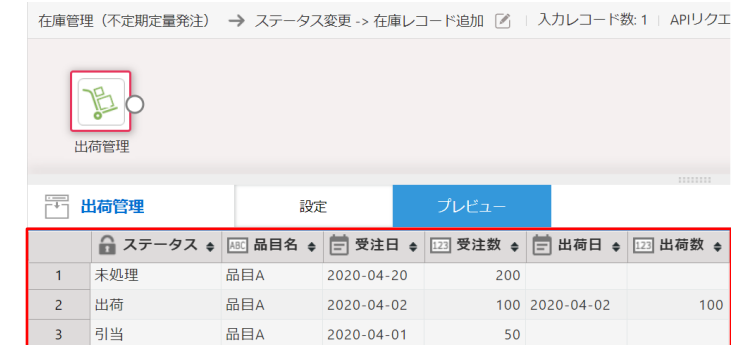 在庫管理（不定期定量発注） → ステータス変更 -> 在庫レコード追加 入力レコード数: 1 APIリクエ
出荷管理
出荷管理 設定 プレビュー
ステータス ABC 品目名 受注日 123 受注数 出荷日 123 出荷数
1 未処理 品目A 2020-04-20 200
2 出荷 品目A 2020-04-02 100 2020-04-02 100
3 引当 品目A 2020-04-01 50